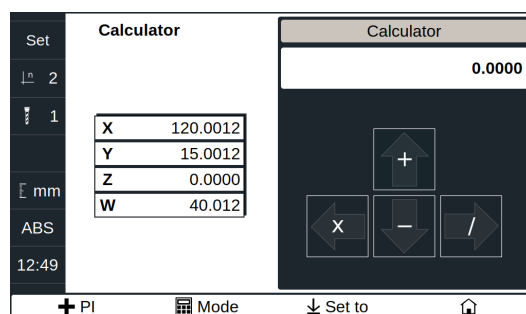 Set
2
1
mm
ABS
12:49
Calculator
X 120.0012
Y 15.0012
Z 0.0000
W 40.012
Calculator
0.0000
+
x - /
+ PI Mode Set to